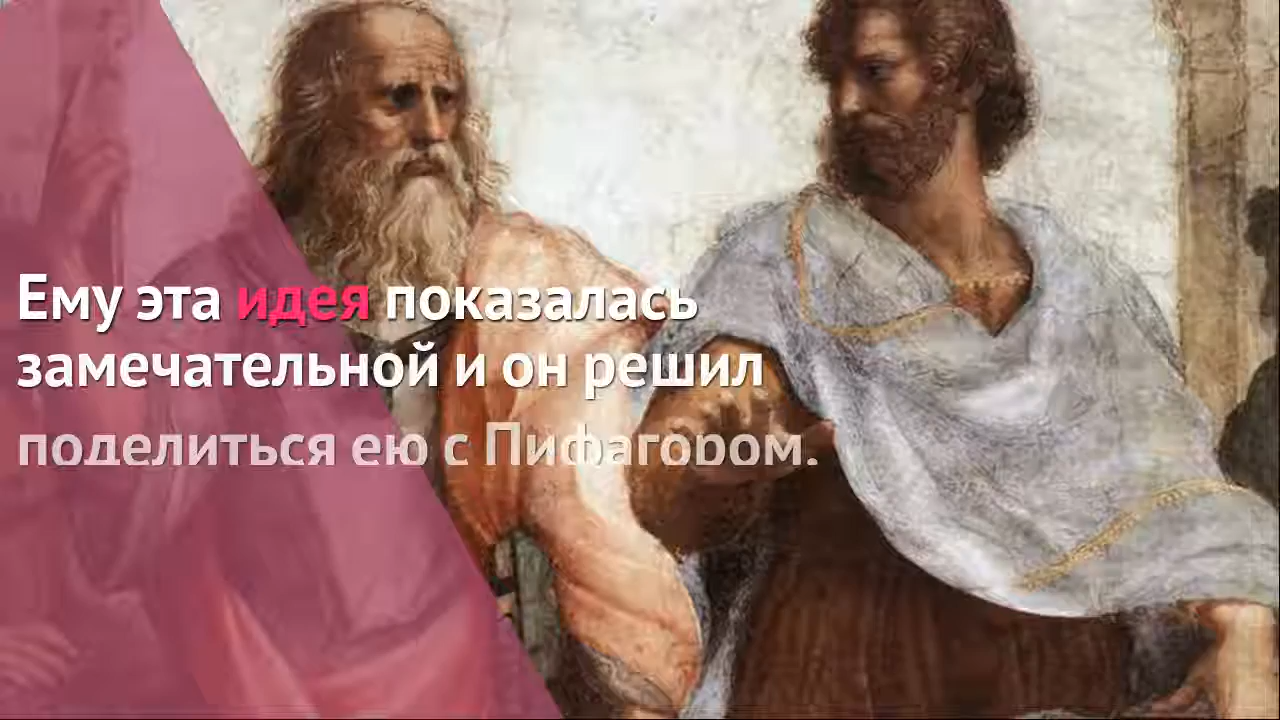 Ему эта идея показалась
замечательной и он решил
поделиться ею с Пифагором.